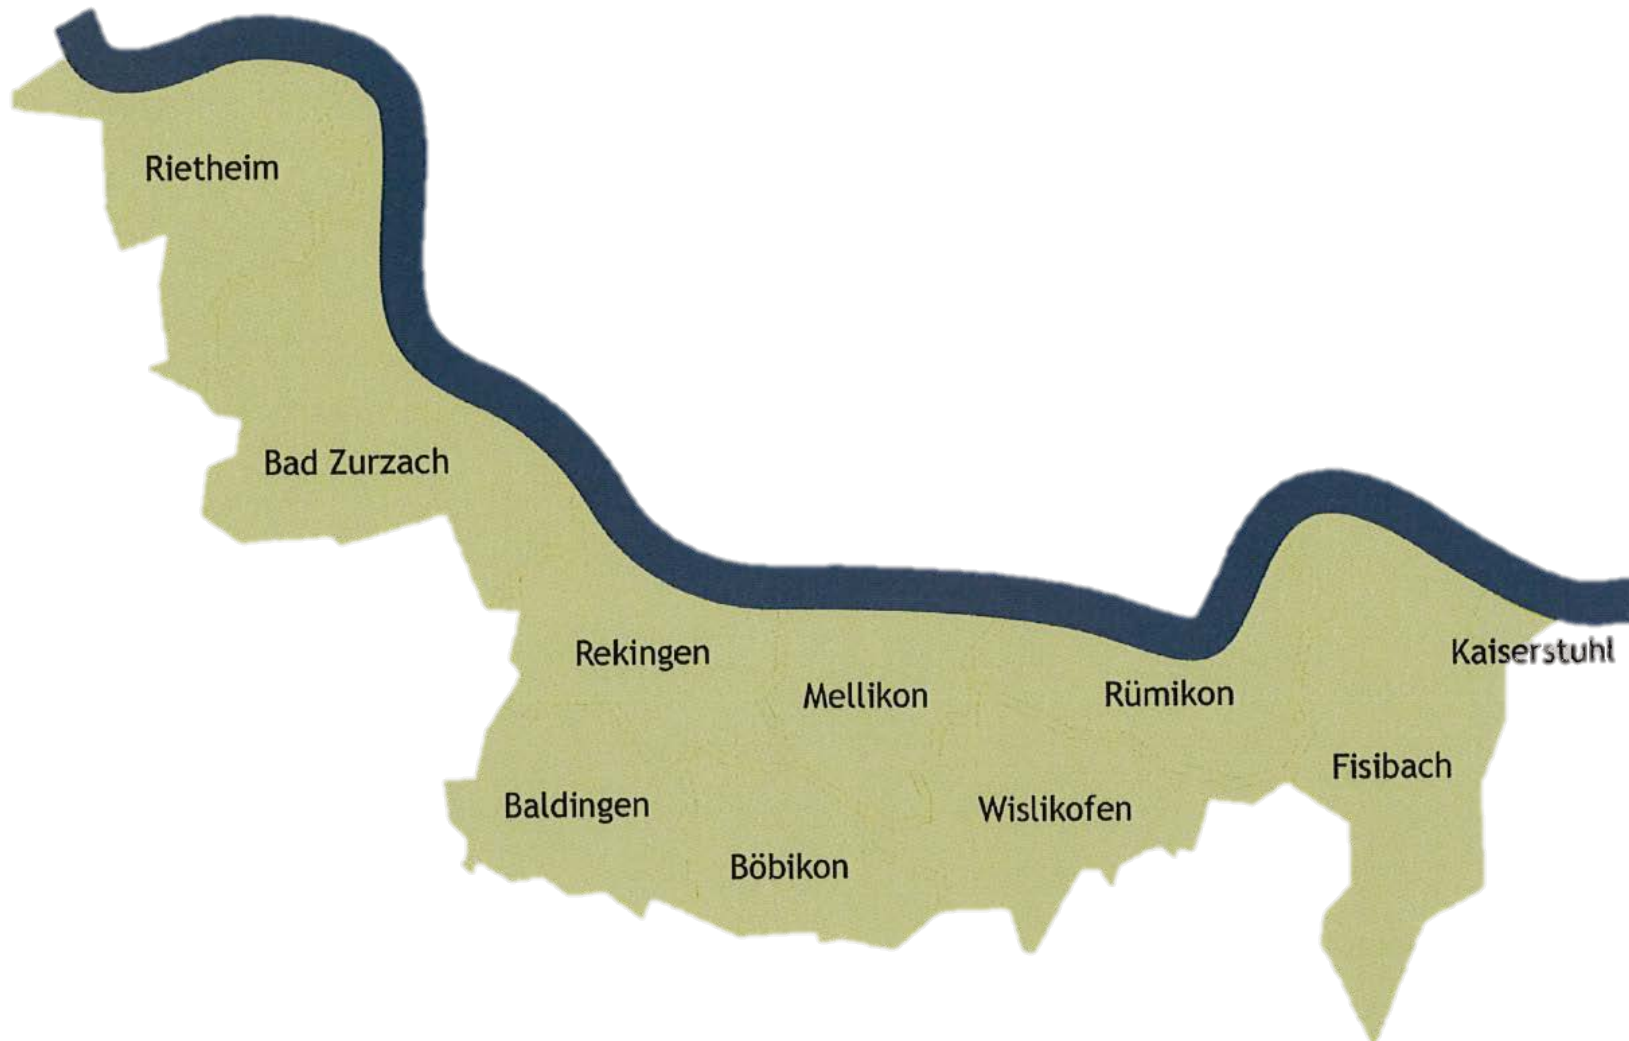 Rietheim
Bad Zurzach
Rekingen
Kaiserstuhl
Mellikon
Rümikon
Fisibach
Baldingen
Wislikofen
Böbikon